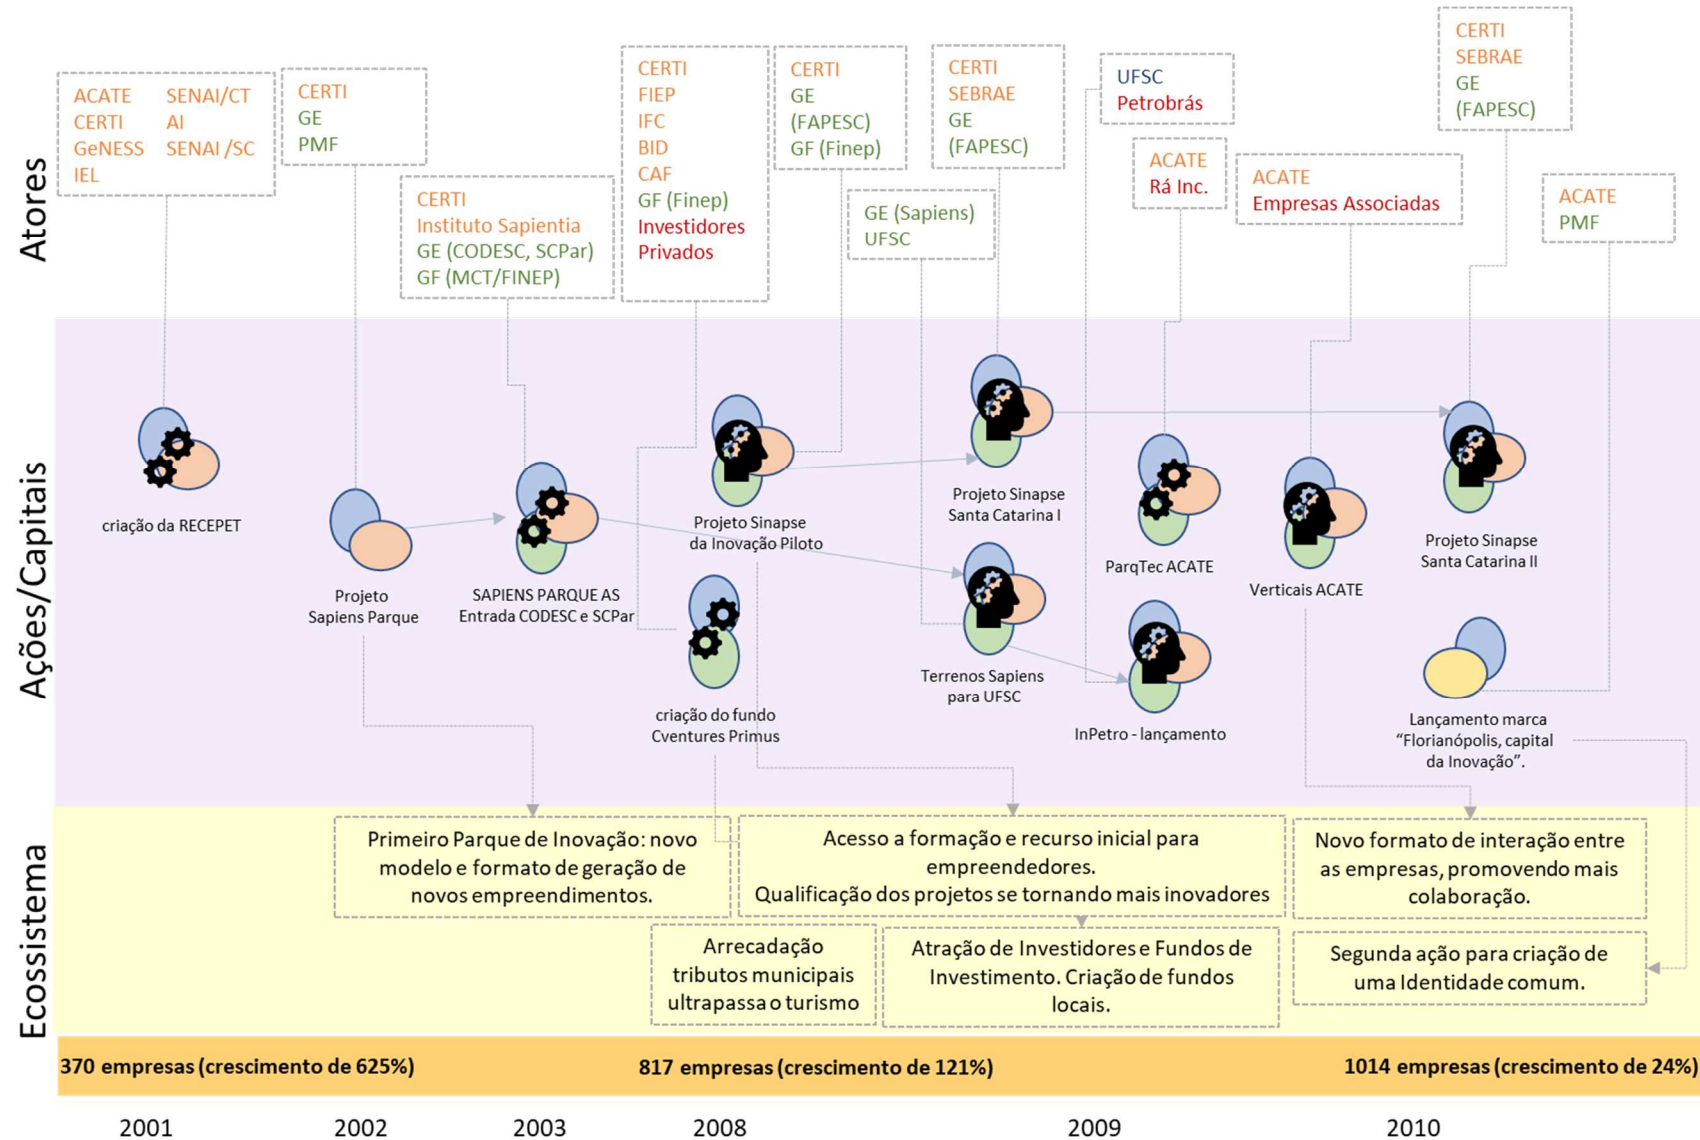 Atores
ACATE
CERTI
GeNESS
IEL
SENAI/CT
AI
SENAI /SC
CERTI
GE
PMF
CERTI
Instituto Sapientia
GE (CODESC, SCPar)
GF (MCT/FINEP)
CERTI
FIEP
IFC
BID
CAF
GF (Finep)
Investidores
Privados
CERTI
GE
(FAPESC)
GF (Finep)
GE (Sapiens)
UFSC
CERTI
SEBRAE
GE
(FAPESC)
UFSC
Petrobrás
ACATE
Rá Inc.
ACATE
Empresas Associadas
CERTI
SEBRAE
GE
(FAPESC)
ACATE
PMF
Ações/Capitais
criação da RECEPET
Projeto
Sapiens Parque
SAPIENS PARQUE AS
Entrada CODESC e SCPar
Projeto Sinapse
da Inovação Piloto
criação do fundo
Cventures Primus
Projeto Sinapse
Santa Catarina I
Terrenos Sapiens
para UFSC
ParqTec ACATE
InPetro - lançamento
Verticais ACATE
Projeto Sinapse
Santa Catarina II
Lançamento marca
“Florianópolis, capital
da Inovação”.
Ecossistema
Primeiro Parque de Inovação: novo
modelo e formato de geração de
novos empreendimentos.
Acesso a formação e recurso inicial para
empreendedores.
Qualificação dos projetos se tornando mais inovadores
Novo formato de interação entre
as empresas, promovendo mais
colaboração.
Arrecadação
tributos municipais
ultrapassa o turismo
Atração de Investidores e Fundos de
Investimento. Criação de fundos
locais.
Segunda ação para criação de
uma Identidade comum.
370 empresas (crescimento de 625%)
817 empresas (crescimento de 121%)
1014 empresas (crescimento de 24%)
2001
2002
2003
2008
2009
2010